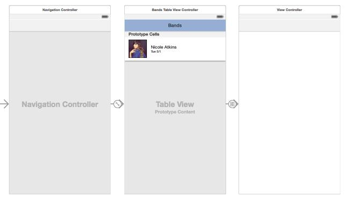 Navigation Controller
Bands Table View Controller
View Controller
Bands
Prototype Cells
Nicole Atkins
Navigation Controller
Table View
Prototype Content